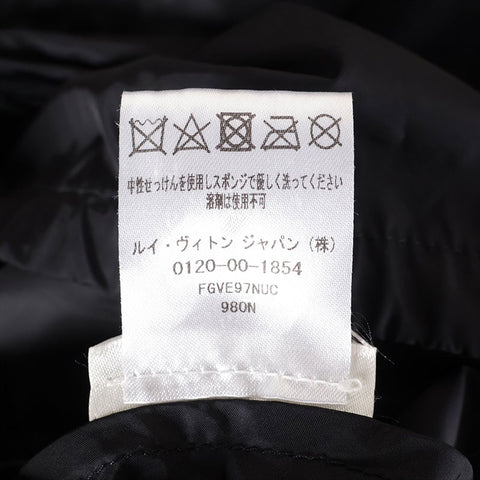 中性せっけんを使用しスポンジで優しく洗ってください
溶剤は使用不可
ルイ・ヴィトン ジャパン (株)
0120-00-1854
FGVE97NUC
980N